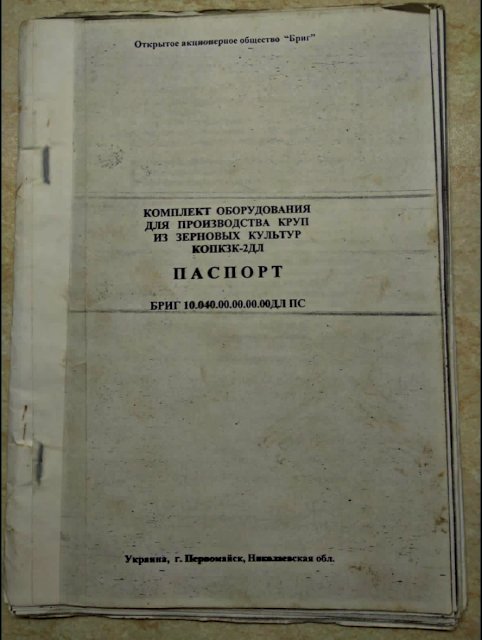 Открытое акционерное общество "Бриг"
КОМПЛЕКТ ОБОРУДОВАНИЯ
ДЛЯ ПРОИЗВОДСТВА КРУП
ИЗ ЗЕРНОВЫХ КУЛЬТУР
КОПКЗК-2ДЛ
ПАСПОРТ
БРИГ 10.040.00.00.00.00ДЛ ПС
Украина, г. Первомайск, Николаевская обл.